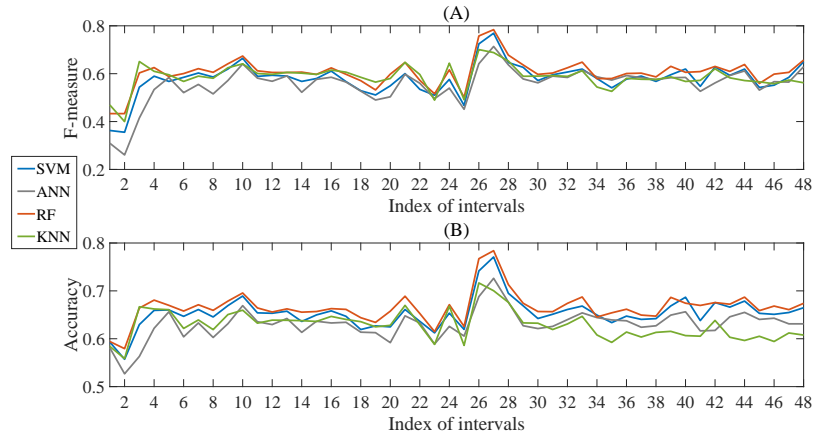 (A)
0.8
0.6
0.4
0.2
F-measure
2 4 6 8 10 12 14 16 18 20 22 24 26 28 30 32 34 36 38 40 42 44 46 48
Index of intervals
SVM
ANN
RF
KNN
(B)
0.8
0.7
0.6
0.5
Accuracy
2 4 6 8 10 12 14 16 18 20 22 24 26 28 30 32 34 36 38 40 42 44 46 48
Index of intervals